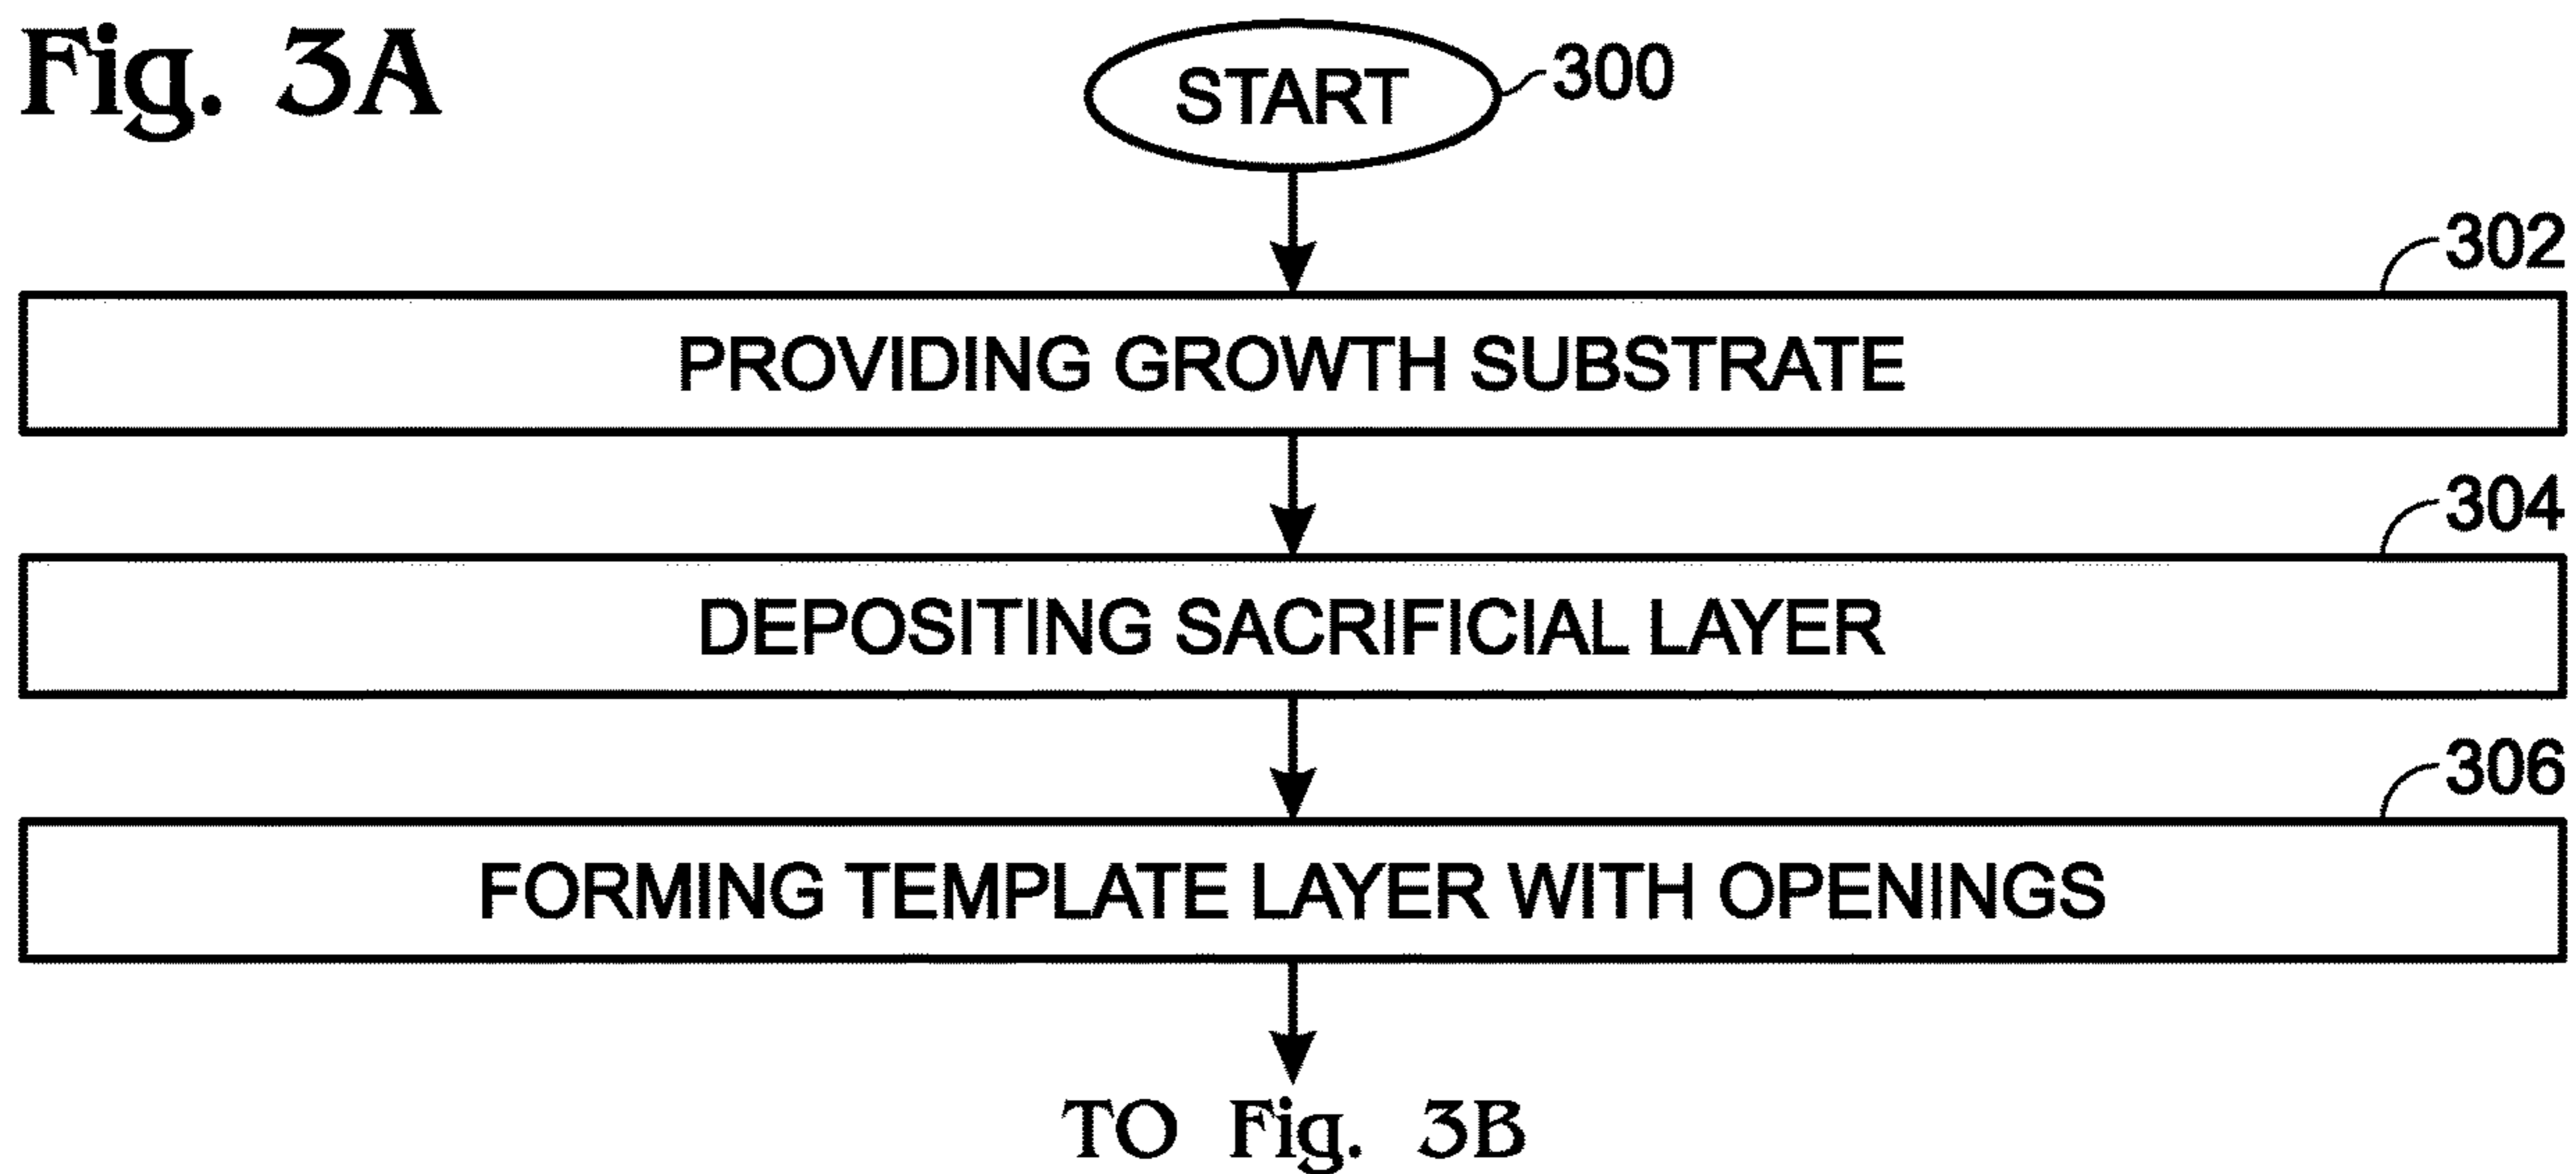 Fig. 3A
START
300
302
PROVIDING GROWTH SUBSTRATE
304
DEPOSITING SACRIFICIAL LAYER
306
FORMING TEMPLATE LAYER WITH OPENINGS
TO Fig. 3B